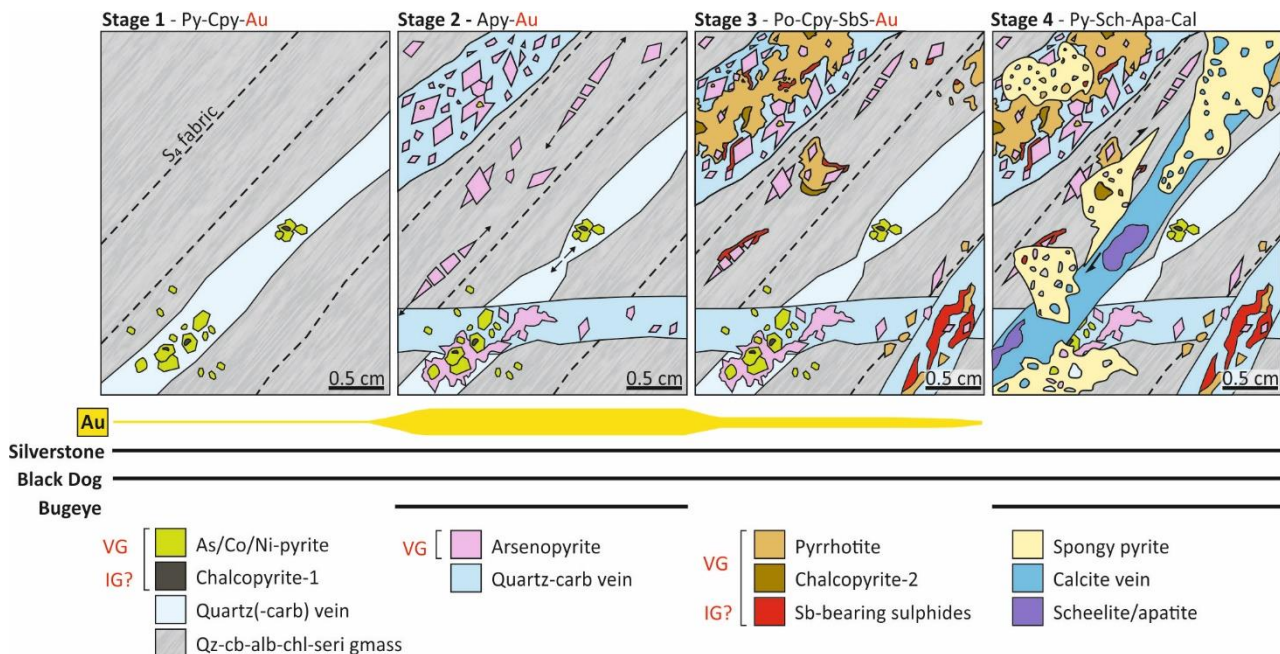 Stage 1 - Py-Cpy-Au
Stage 2 - Apy-Au
Stage 3 - Po-Cpy-SbS-Au
Stage 4 - Py-Sch-Apa-Cal
S4 fabric
0.5 cm
0.5 cm
0.5 cm
0.5 cm
Au
Silverstone
Black Dog
Bugeye
VG
IG?
As/Co/Ni-pyrite
Chalcopyrite-1
Quartz(-carb) vein
Qz-cb-alb-chl-seri gmass
VG
Arsenopyrite
Quartz-carb vein
VG
IG?
Pyrrhotite
Chalcopyrite-2
Sb-bearing sulphides
Spongy pyrite
Calcite vein
Scheelite/apatite